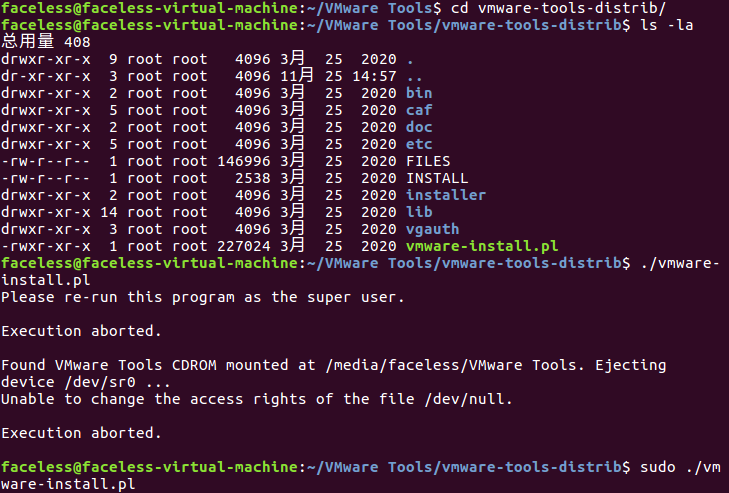 faceless@faceless-virtual-machine:~/VMware Tools$ cd vmware-tools-distrib/
faceless@faceless-virtual-machine:~/VMware Tools/vmware-tools-distrib$ ls -la
总用量 408
drwxr-xr-x  9 root root   4096 3月  25  2020 .
dr-xr-xr-x  3 root root   4096 11月 25 14:57 ..
drwxr-xr-x  2 root root   4096 3月  25  2020 bin
drwxr-xr-x  5 root root   4096 3月  25  2020 caf
drwxr-xr-x  2 root root   4096 3月  25  2020 doc
drwxr-xr-x  5 root root   4096 3月  25  2020 etc
-rw-r--r--  1 root root 146996 3月  25  2020 FILES
-rw-r--r--  1 root root   2538 3月  25  2020 INSTALL
drwxr-xr-x  2 root root   4096 3月  25  2020 installer
drwxr-xr-x 14 root root   4096 3月  25  2020 lib
drwxr-xr-x  3 root root   4096 3月  25  2020 vgauth
-rwxr-xr-x  1 root root 227024 3月  25  2020 vmware-install.pl
faceless@faceless-virtual-machine:~/VMware Tools/vmware-tools-distrib$ ./vmware-
install.pl
Please re-run this program as the super user.
Execution aborted.
Found VMware Tools CDROM mounted at /media/faceless/VMware Tools. Ejecting
device /dev/sr0 ...
Unable to change the access rights of the file /dev/null.
Execution aborted.
faceless@faceless-virtual-machine:~/VMware Tools/vmware-tools-distrib$ sudo ./vm
ware-install.pl